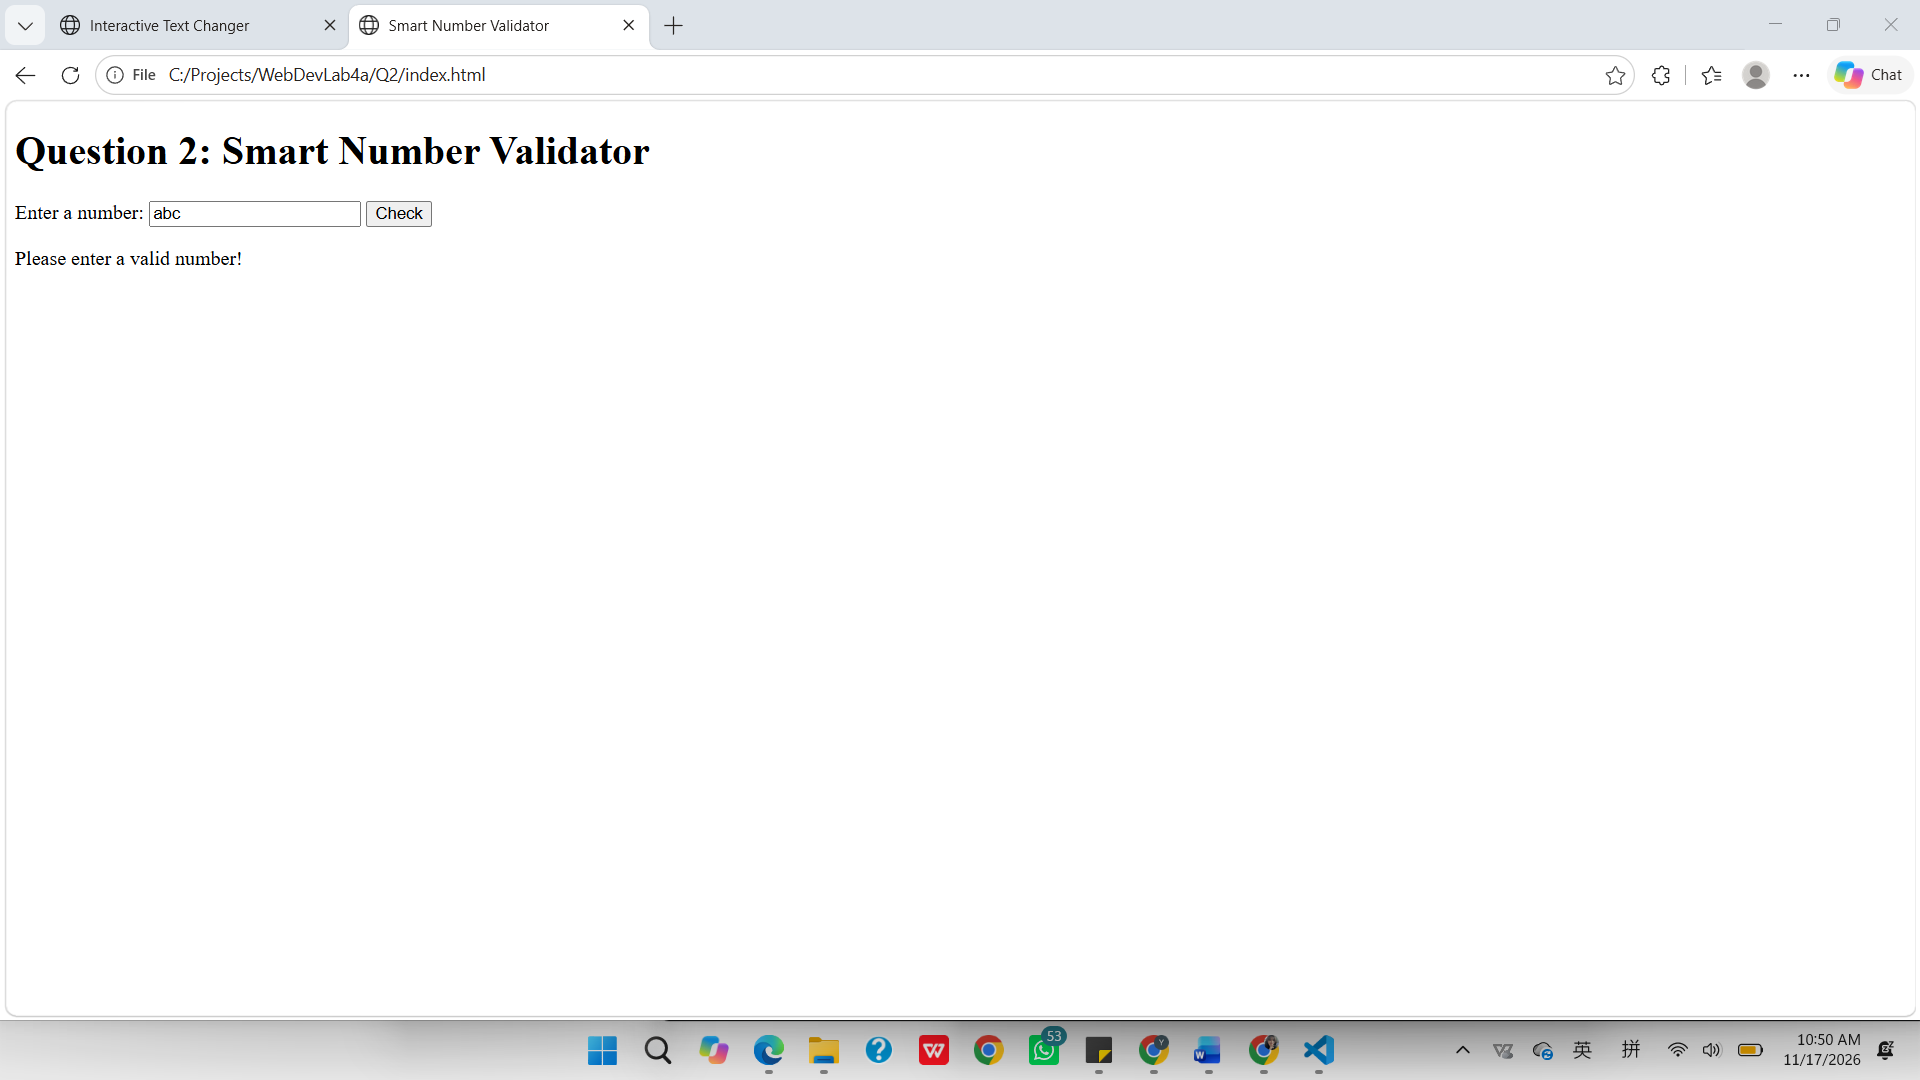 Interactive Text Changer
Smart Number Validator
File C:/Projects/WebDevLab4a/Q2/index.html
Chat
Question 2: Smart Number Validator
Enter a number: abc Check
Please enter a valid number!
53
Y
W
英 拼
10:50 AM
11/17/2026